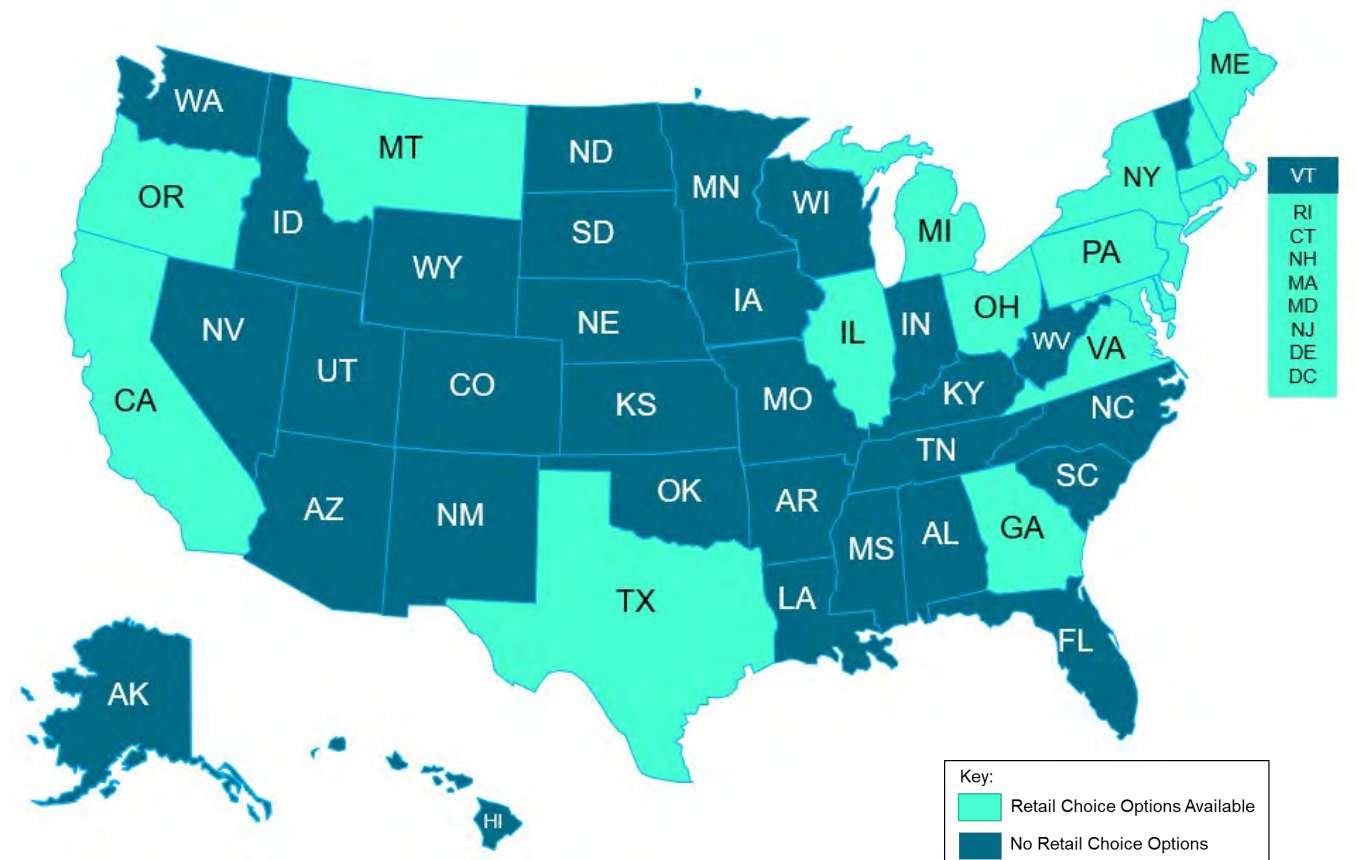 ME
WA
MT
ND
MN
NY
VT
OR
ID
SD
WI
MI
RI
CT
NH
MA
MD
NJ
DE
DC
WY
PA
IA
NE
OH
NV
IL
IN
WV
VA
UT
CO
CA
KS
MO
KY
NC
TN
OK
AR
SC
AZ
NM
MS
AL
GA
TX
LA
FL
AK
HI
Key:
Retail Choice Options Available
No Retail Choice Options